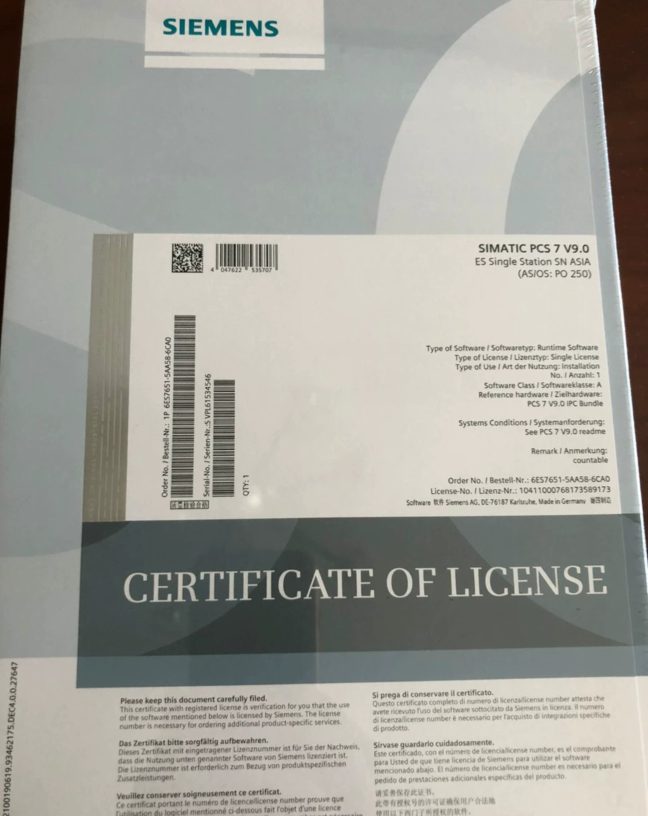 SIEMENS
4 047622 535707
SIMATIC PCS 7 V9.0
ES Single Station SN ASIA
(AS/OS: PO 250)
Order No. / Bestell-Nr.: 1P 6ES7651-5AA58-6CA0
Serial-No. / Serien-Nr.:S VPL61534546
QTY: 1
Type of Software / Softwaretyp: Runtime Software
Type of License / Lizenztyp: Single License
Type of Use / Art der Nutzung: Installation
No. / Anzahl: 1
Software Class / Softwareklasse: A
Reference hardware / Zielhardware:
PCS 7 V9.0 IPC Bundle
Systems Conditions / Systemanforderung:
See PCS 7 V9.0 readme
Remark / Anmerkung:
countable
Order No. / Bestell-Nr.: 6ES7651-5AA58-6CA0
License-No. / Lizenz-Nr.: 10411000768173589173
Software 软件 Siemens AG, DE-76187 Karlsruhe, Made in Germany 德国制造
CERTIFICATE OF LICENSE
2100190619.93462175.DEC4.0.0.27647
Please keep this document carefully filed.
This certificate with registered license is verification for you that the use
of the software mentioned below is licensed by Siemens. The license
number is necessary for ordering additional product-specific services.
Das Zertifikat bitte sorgfältig aufbewahren.
Dieses Zertifikat mit eingetragener Lizenznummer ist für Sie der Nachweis,
dass die Nutzung unten genannter Software von Siemens lizenziert ist.
Die Lizenznummer ist erforderlich zum Bezug von produktspezifischen
Zusatzleistungen.
Veuillez conserver soigneusement ce certificat.
Ce certificat portant le numéro de licence/license number prouve que
l'utilisation du logiciel mentionné ci-dessous fait l'objet d'une licence
Si prega di conservare il certificato.
Questo certificato completo di numero di licenza/license number attesta che
avete ricevuto l'uso del software sottocitato da Siemens in licenza. Il numero
di licenza/license number è necessario per l'acquisto di integrazioni specifiche
di prodotto.
Sírvase guardarlo cuidadosamente.
Este certificado, con el número de licencia/license number, es el comprobante
para Usted de que tiene licencia de Siemens para utilizar el software
mencionado abajo. El número de licencia/license number es necesario para el
pedido de prestaciones adicionales específicas del producto.
请妥善保存此证书。
此带有授权号的许可证确保用户合法地
使用以下西门子所授权的软件。